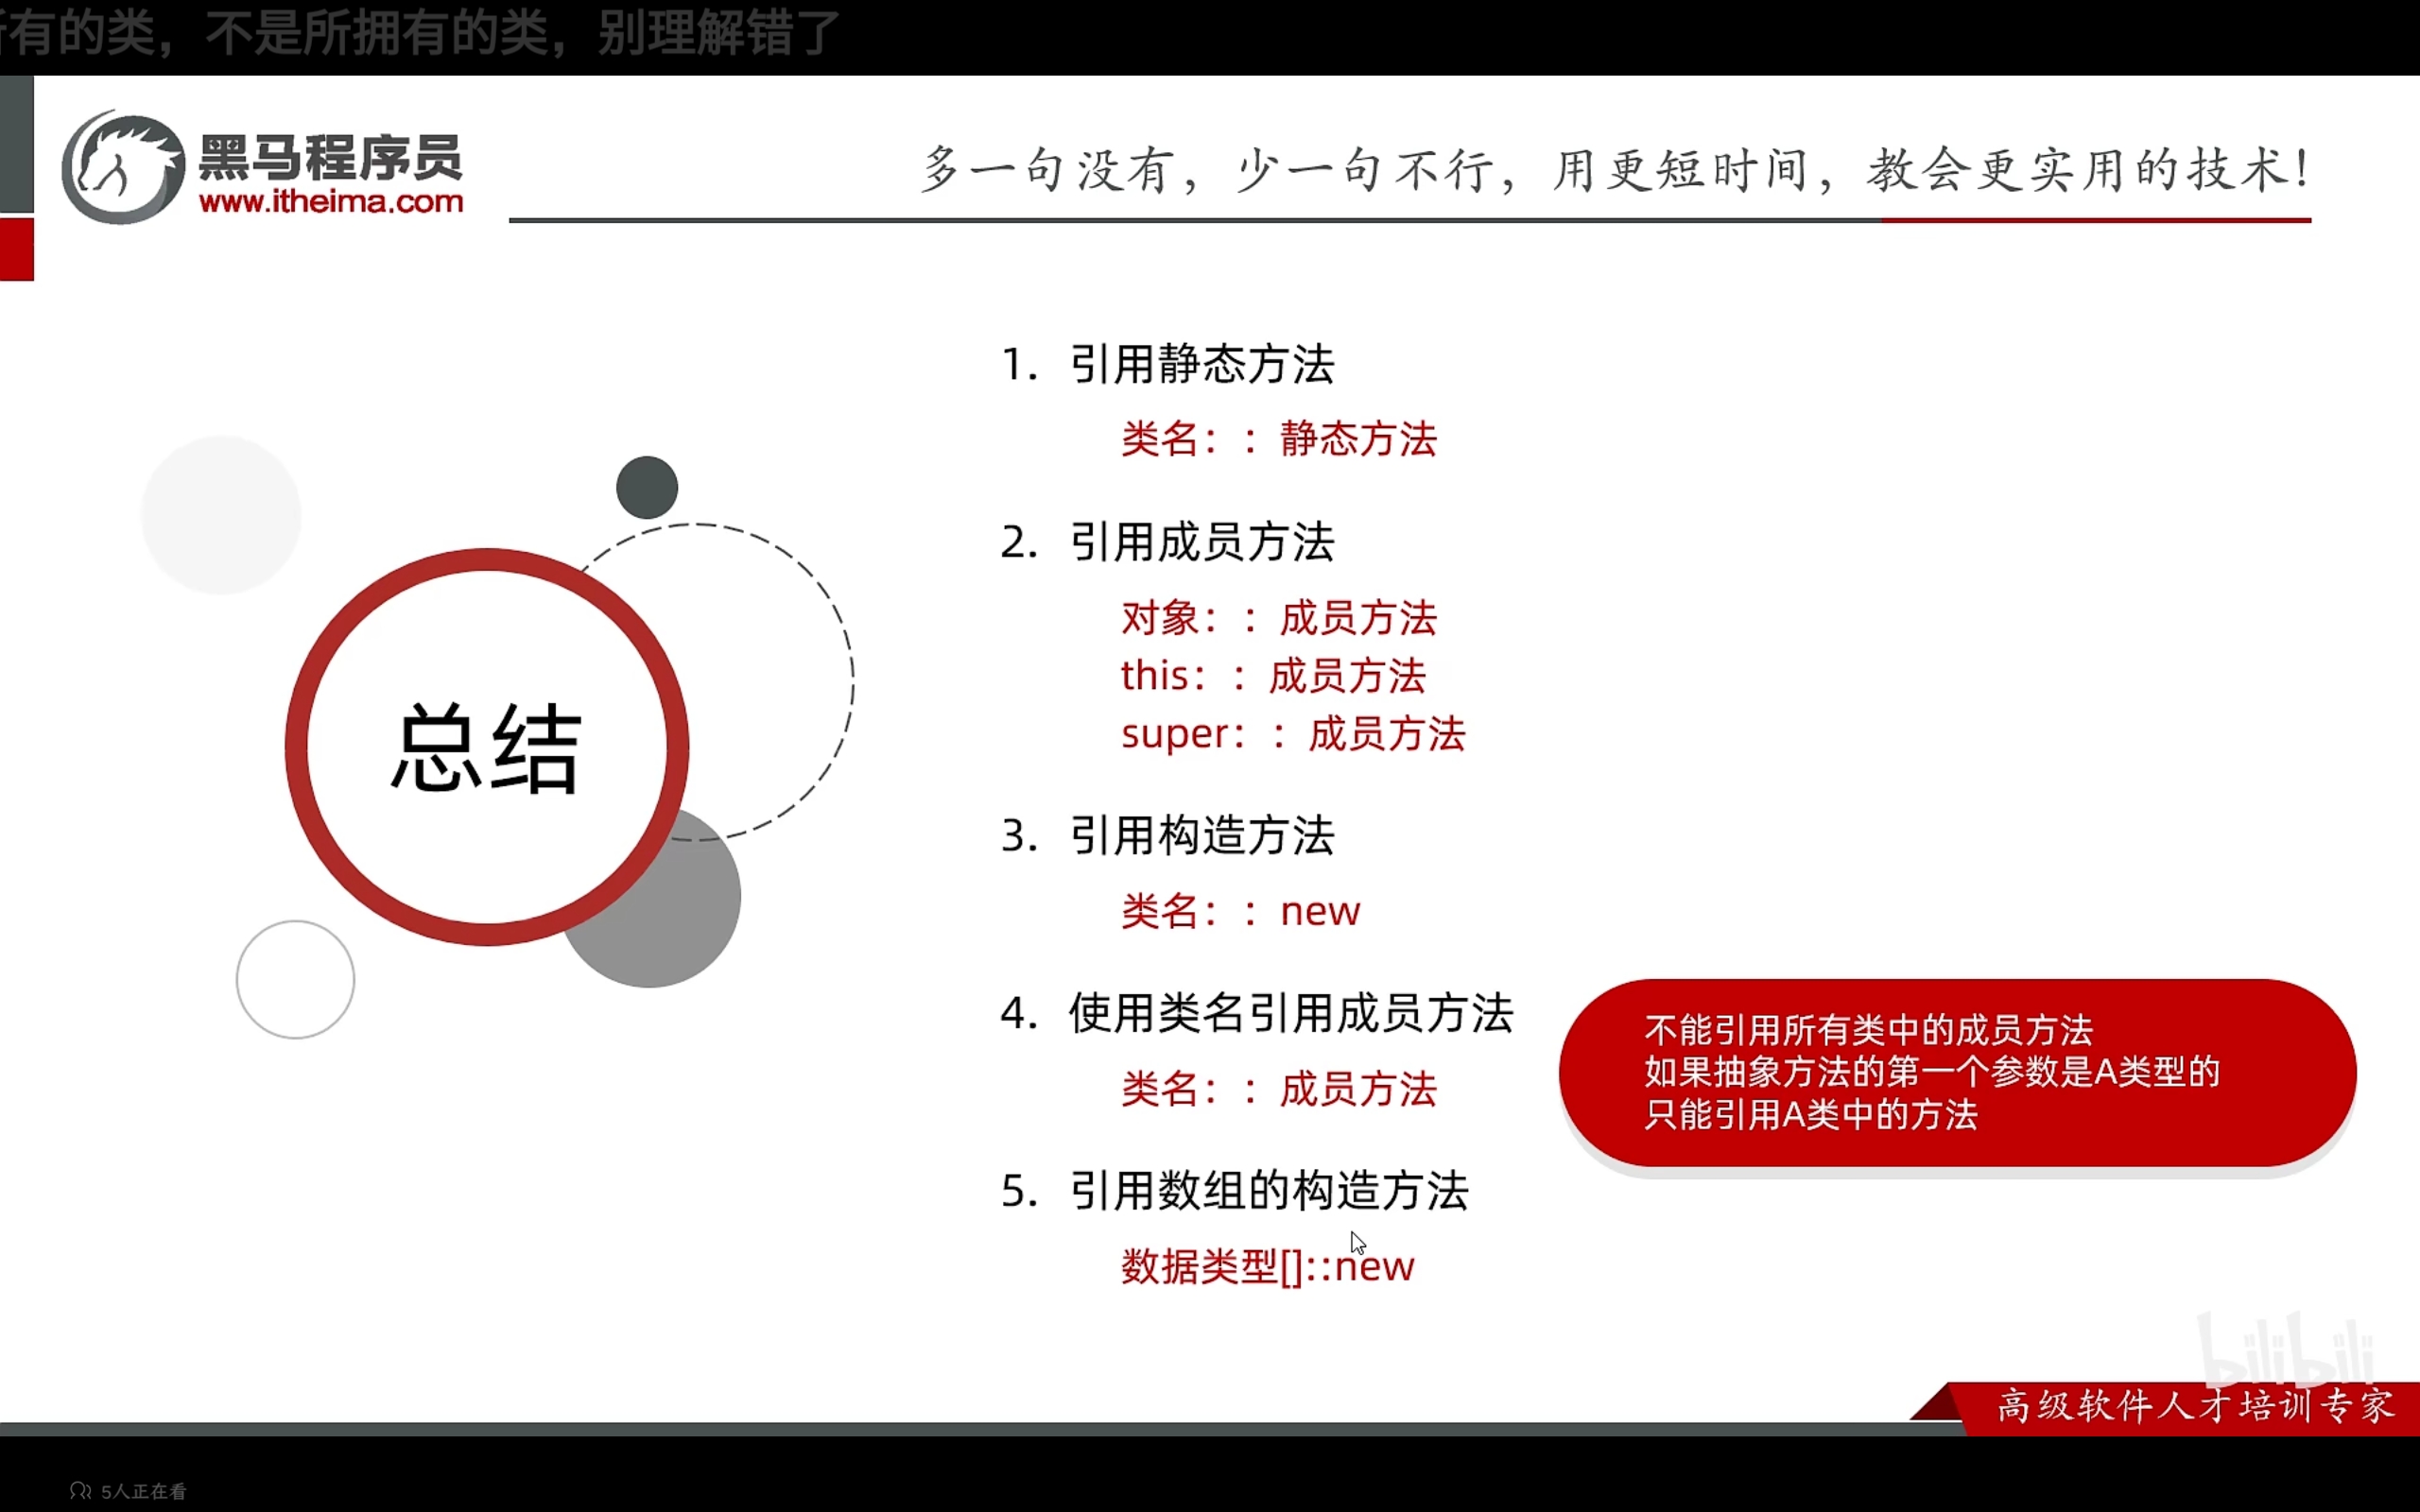 有的类，不是所拥有的类，别理解错了
黑马程序员
www.itheima.com
多一句没有，少一句不行，用更短时间，教会更实用的技术！
总结
1. 引用静态方法
类名：：静态方法
2. 引用成员方法
对象：：成员方法
this：：成员方法
super：：成员方法
3. 引用构造方法
类名：：new
4. 使用类名引用成员方法
类名：：成员方法
不能引用所有类中的成员方法
如果抽象方法的第一个参数是A类型的
只能引用A类中的方法
5. 引用数组的构造方法
数据类型[]::new
bilibili
高级软件人才培训专家
5人正在看